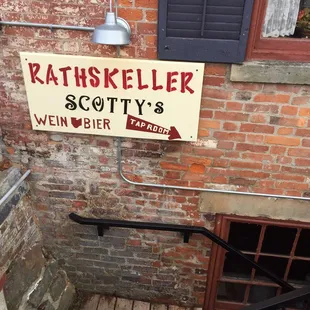 RATHSKELLER
SCOTTY'S
WEIN BIER
TAP ROOM